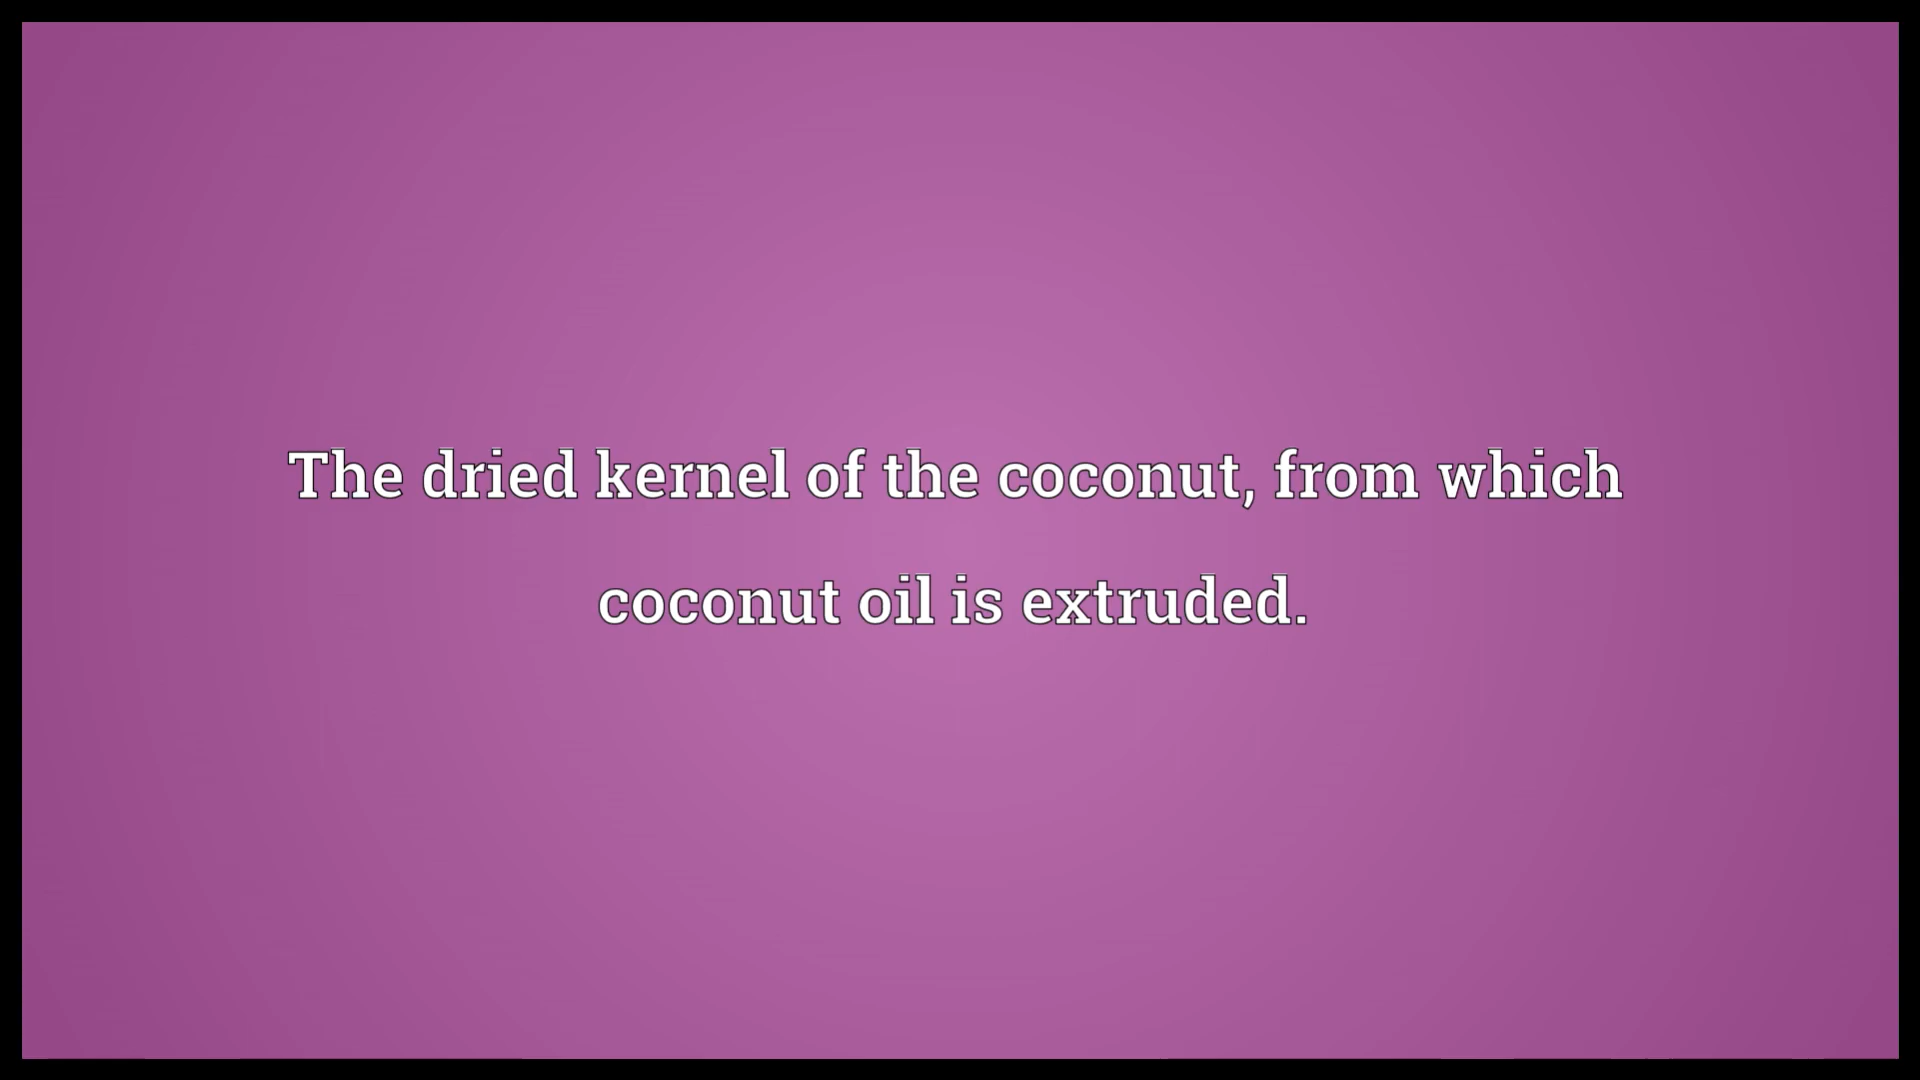 The dried kernel of the coconut, from which
coconut oil is extruded.